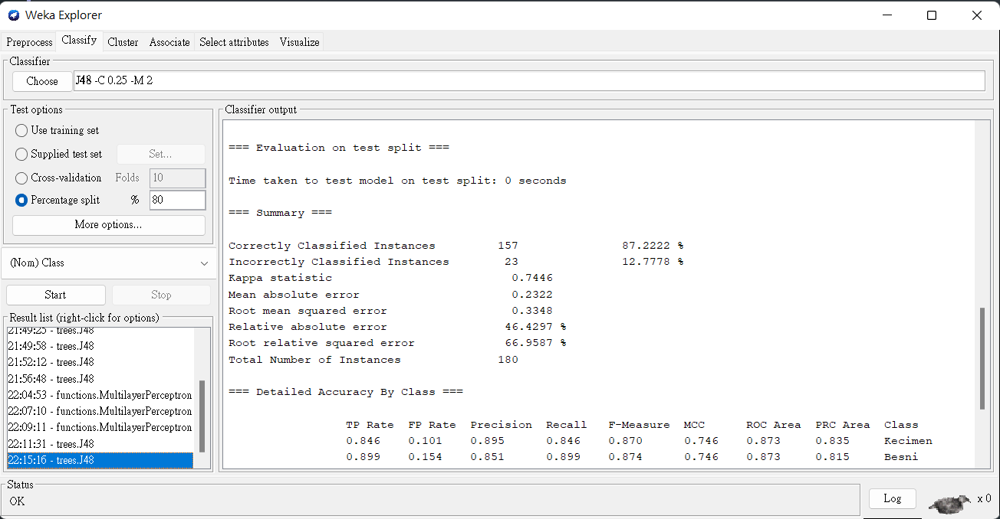 Weka Explorer
Preprocess Classify Cluster Associate Select attributes Visualize
Classifier
Choose J48 -C 0.25 -M 2
Test options
Use training set
Supplied test set Set...
Cross-validation Folds 10
Percentage split % 80
More options...
(Nom) Class
Start Stop
Result list (right-click for options)
21:49:25 - trees.J48
21:49:58 - trees.J48
21:52:12 - trees.J48
21:56:48 - trees.J48
22:04:53 - functions.MultilayerPerceptron
22:07:10 - functions.MultilayerPerceptron
22:09:11 - functions.MultilayerPerceptron
22:11:31 - trees.J48
22:15:16 - trees.J48
Classifier output
=== Evaluation on test split ===
Time taken to test model on test split: 0 seconds
=== Summary ===
Correctly Classified Instances 157 87.2222 %
Incorrectly Classified Instances 23 12.7778 %
Kappa statistic 0.7446
Mean absolute error 0.2322
Root mean squared error 0.3348
Relative absolute error 46.4297 %
Root relative squared error 66.9587 %
Total Number of Instances 180
=== Detailed Accuracy By Class ===
TP Rate FP Rate Precision Recall F-Measure MCC ROC Area PRC Area Class
0.846 0.101 0.895 0.846 0.870 0.746 0.873 0.835 Kecimen
0.899 0.154 0.851 0.899 0.874 0.746 0.873 0.815 Besni
Status
OK
Log
x 0